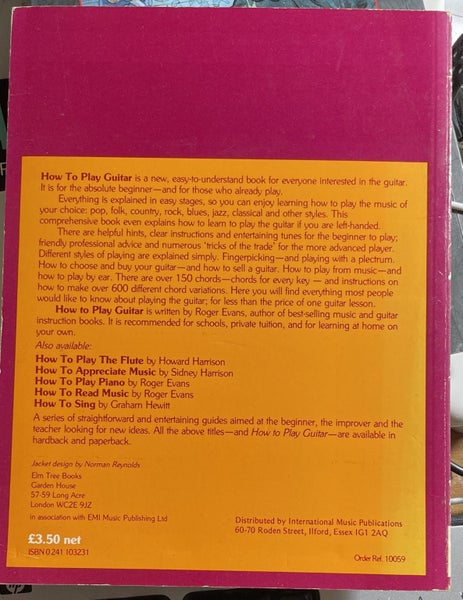 How To Play Guitar is a new, easy-to-understand book for everyone interested in the guitar.
It is for the absolute beginner—and for those who already play.
Everything is explained in easy stages, so you can enjoy learning how to play the music of
your choice: pop, folk, country, rock, blues, jazz, classical and other styles. This
comprehensive book even explains how to learn to play the guitar if you are left-handed.
There are helpful hints, clear instructions and entertaining tunes for the beginner to play;
friendly professional advice and numerous 'tricks of the trade' for the more advanced player.
Different styles of playing are explained simply. Fingerpicking—and playing with a plectrum.
How to choose and buy your guitar—and how to sell a guitar. How to play from music—and
how to play by ear. There are over 150 chords—chords for every key — and instructions on
how to make over 600 different chord variations. Here you will find everything most people
would like to know about playing the guitar; for less than the price of one guitar lesson.
How to Play Guitar is written by Roger Evans, author of best-selling music and guitar
instruction books. It is recommended for schools, private tuition, and for learning at home on
your own.
Also available:
How To Play The Flute by Howard Harrison
How To Appreciate Music by Sidney Harrison
How To Play Piano by Roger Evans
How To Read Music by Roger Evans
How To Sing by Graham Hewitt
A series of straightforward and entertaining guides aimed at the beginner, the improver and the
teacher looking for new ideas. All the above titles—and How to Play Guitar—are available in
hardback and paperback.
Jacket design by Norman Reynolds
Elm Tree Books
Garden House
57-59 Long Acre
London WC2E 9JZ
in association with EMI Music Publishing Ltd
Distributed by International Music Publications
60-70 Roden Street, Ilford, Essex IG1 2AQ
£3.50 net
ISBN 0 241 103231
Order Ref. 10059
hp